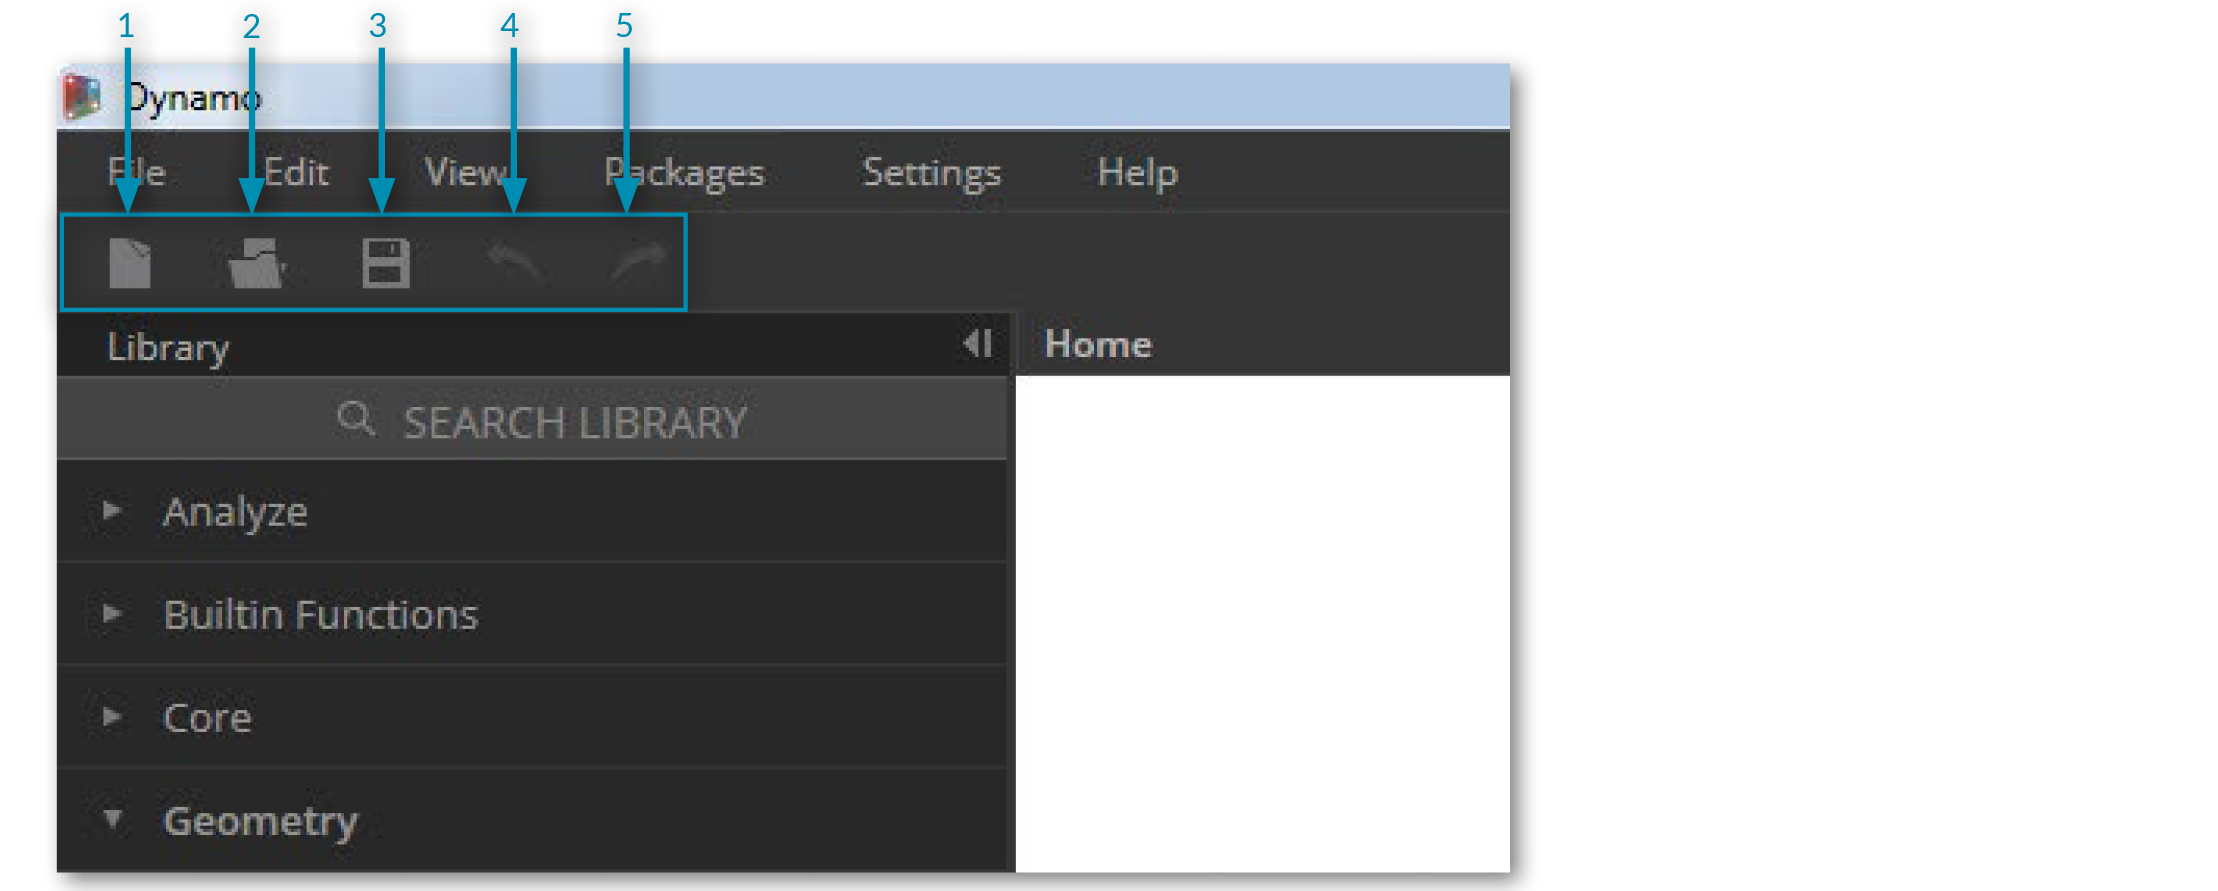 1 2 3 4 5
Dynamo
File Edit View Packages Settings Help
Library Home
SEARCH LIBRARY
Analyze
Builtin Functions
Core
Geometry